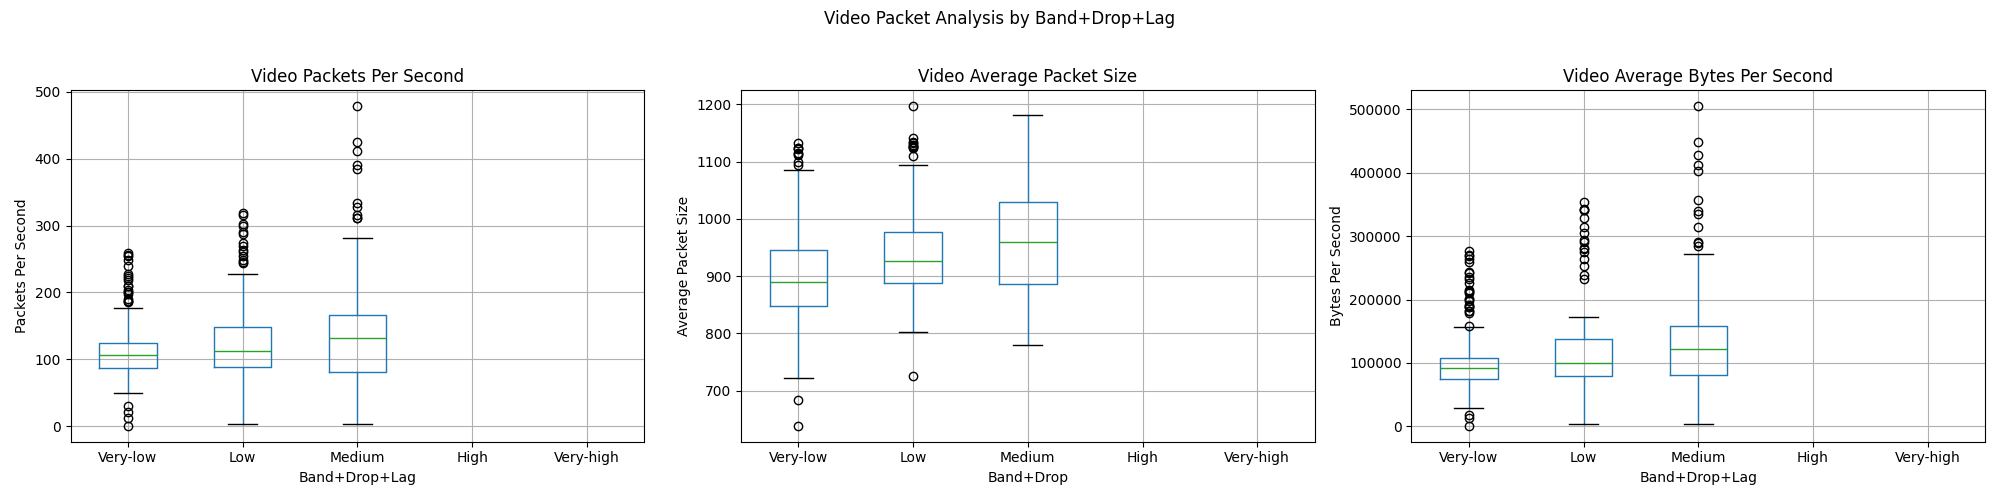 Video Packet Analysis by Band+Drop+Lag
Video Packets Per Second
Packets Per Second
500
400
300
200
100
0
Very-low Low Medium High Very-high
Band+Drop+Lag
Video Average Packet Size
Average Packet Size
1200
1100
1000
900
800
700
Very-low Low Medium High Very-high
Band+Drop
Video Average Bytes Per Second
Bytes Per Second
500000
400000
300000
200000
100000
0
Very-low Low Medium High Very-high
Band+Drop+Lag